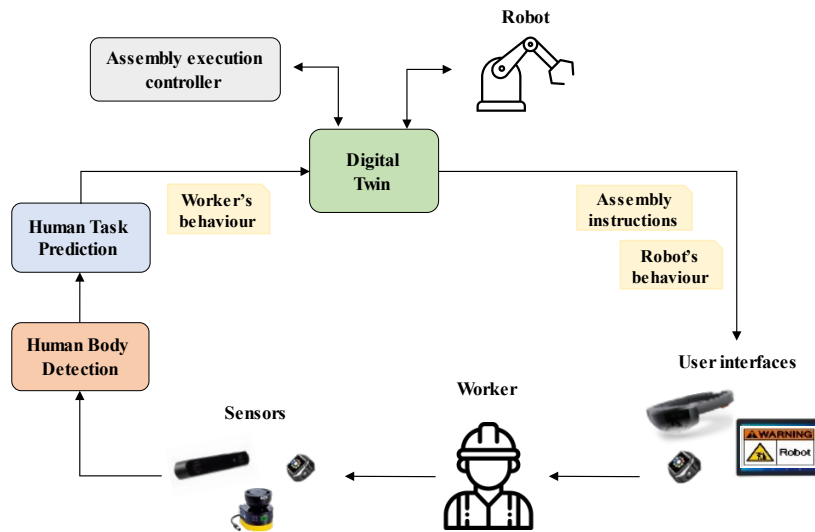 Robot
Assembly execution
controller
Digital
Twin
Worker's
behaviour
Assembly
instructions
Human Task
Prediction
Robot's
behaviour
Human Body
Detection
User interfaces
Worker
Sensors
WARNING
Robot